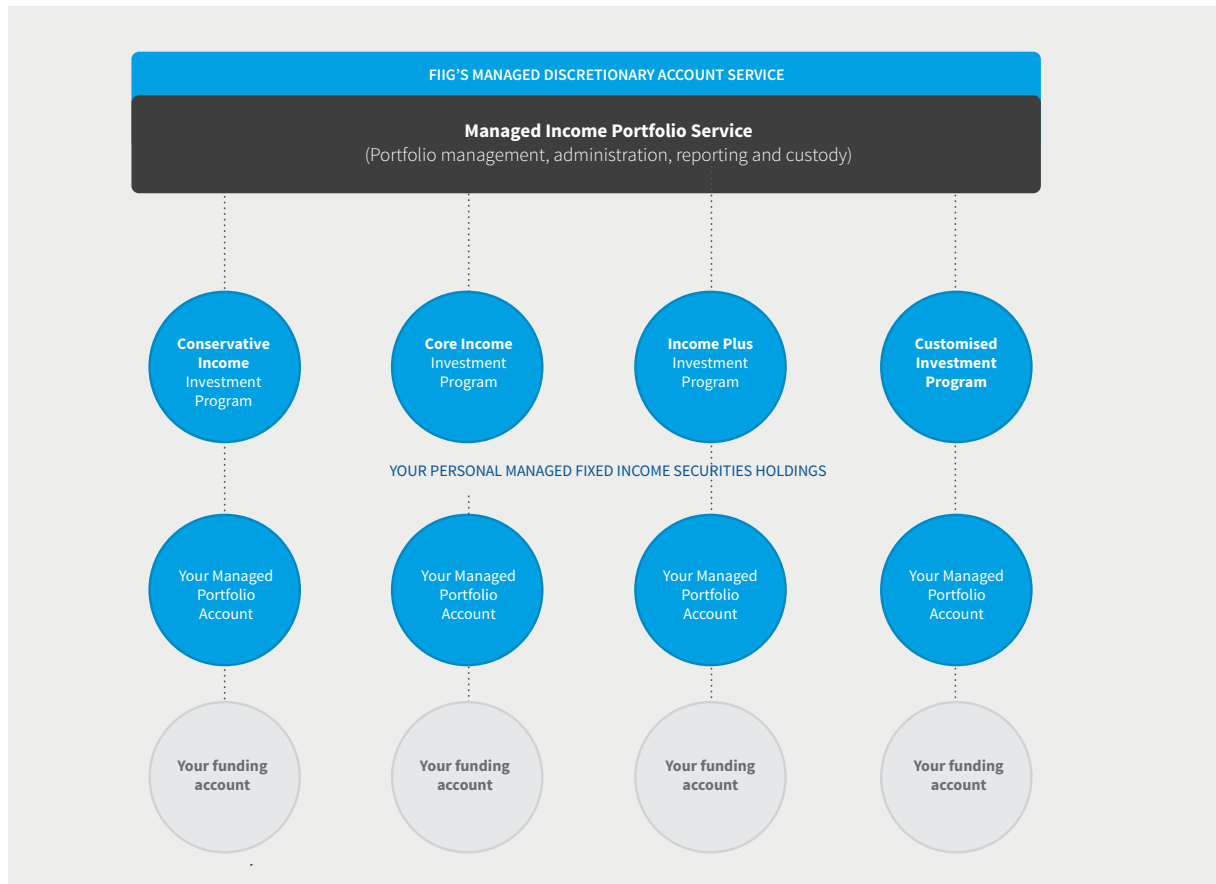 FIIG’S MANAGED DISCRETIONARY ACCOUNT SERVICE
Managed Income Portfolio Service
(Portfolio management, administration, reporting and custody)
Conservative
Income
Investment
Program
Core Income
Investment
Program
Income Plus
Investment
Program
Customised
Investment
Program
YOUR PERSONAL MANAGED FIXED INCOME SECURITIES HOLDINGS
Your Managed
Portfolio
Account
Your Managed
Portfolio
Account
Your Managed
Portfolio
Account
Your Managed
Portfolio
Account
Your funding
account
Your funding
account
Your funding
account
Your funding
account